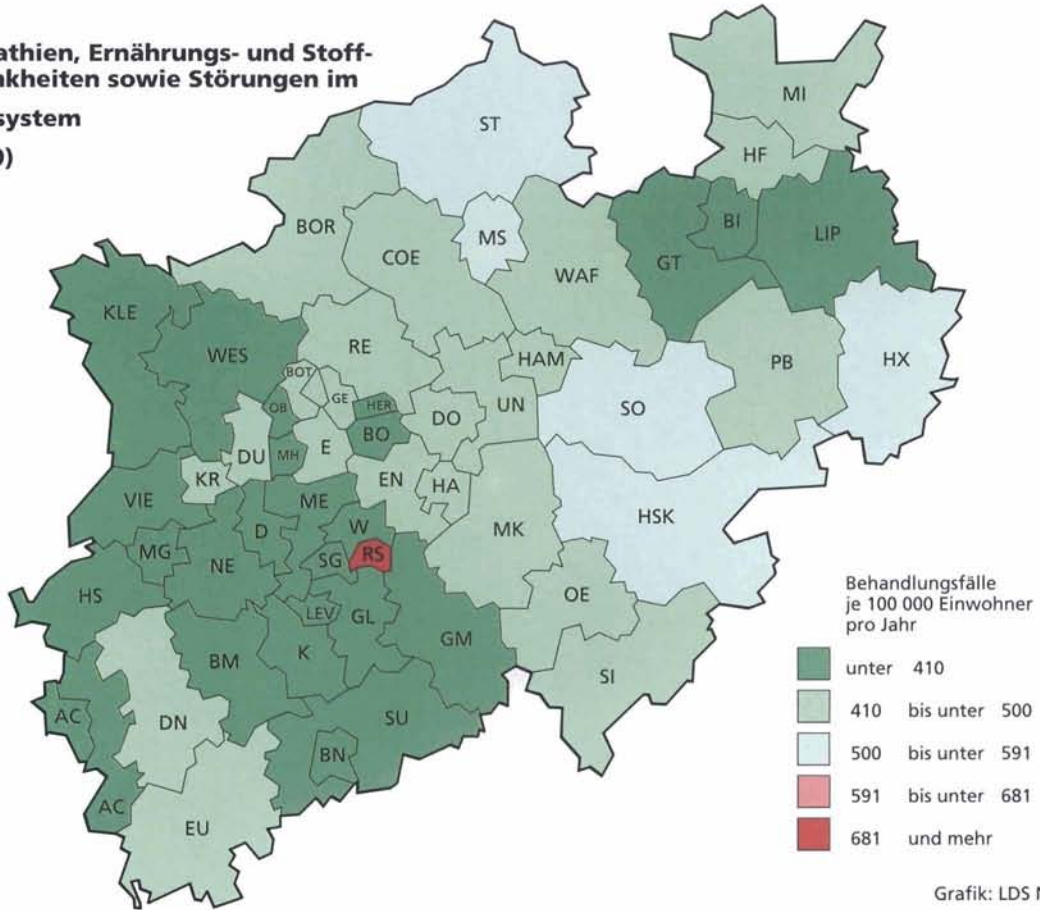 athien, Ernährungs- und Stoff-
nkheiten sowie Störungen im
system
0)
MI
ST
HF
BI
LIP
BOR
MS
GT
COE
WAF
KLE
RE
HAM
PB
HX
WES
BOT
GE
OB
HER
DO
UN
SO
BO
DU
MH
E
KR
EN
HA
VIE
ME
HSK
D
W
MK
MG
NE
SG
RS
HS
OE
LEV
GL
GM
BM
K
SI
AC
DN
SU
BN
AC
EU
Behandlungsfälle
je 100 000 Einwohner
pro Jahr
unter 410
410 bis unter 500
500 bis unter 591
591 bis unter 681
681 und mehr
Grafik: LDS N